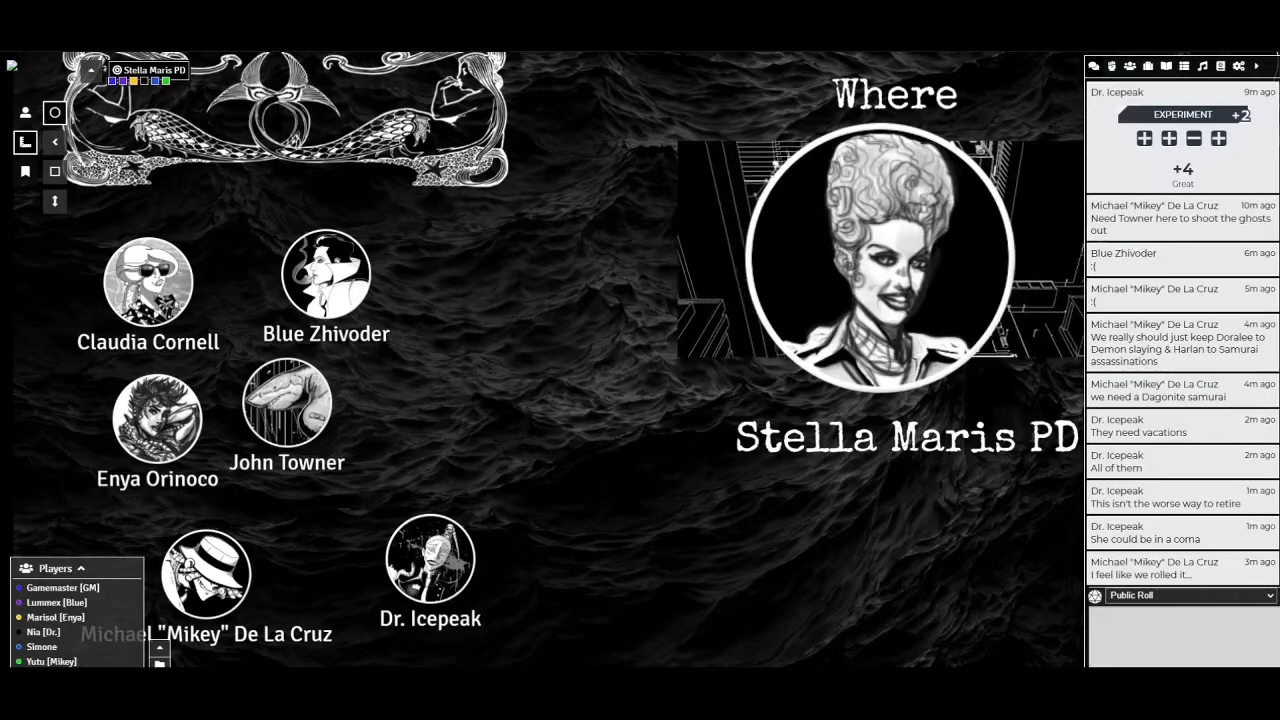 Stella Maris PD
Where
Stella Maris PD
Claudia Cornell
Blue Zhivoder
Enya Orinoco
John Towner
Michael "Mikey" De La Cruz
Dr. Icepeak
Players
Gamemaster [GM]
Lummex [Blue]
Marisol [Enya]
Nia [Dr.]
Simone
Yutu [Mikey]
Dr. Icepeak 9m ago
EXPERIMENT +2
+4
Great
Michael "Mikey" De La Cruz 10m ago
Need Towner here to shoot the ghosts
out
Blue Zhivoder 6m ago
:(
Michael "Mikey" De La Cruz 5m ago
:(
Michael "Mikey" De La Cruz 4m ago
We really should just keep Doralee to
Demon slaying & Harlan to Samurai
assassinations
Michael "Mikey" De La Cruz 4m ago
we need a Dagonite samurai
Dr. Icepeak 2m ago
They need vacations
Dr. Icepeak 2m ago
All of them
Dr. Icepeak 1m ago
This isn't the worse way to retire
Dr. Icepeak 1m ago
She could be in a coma
Michael "Mikey" De La Cruz 3m ago
I feel like we rolled it...
Public Roll